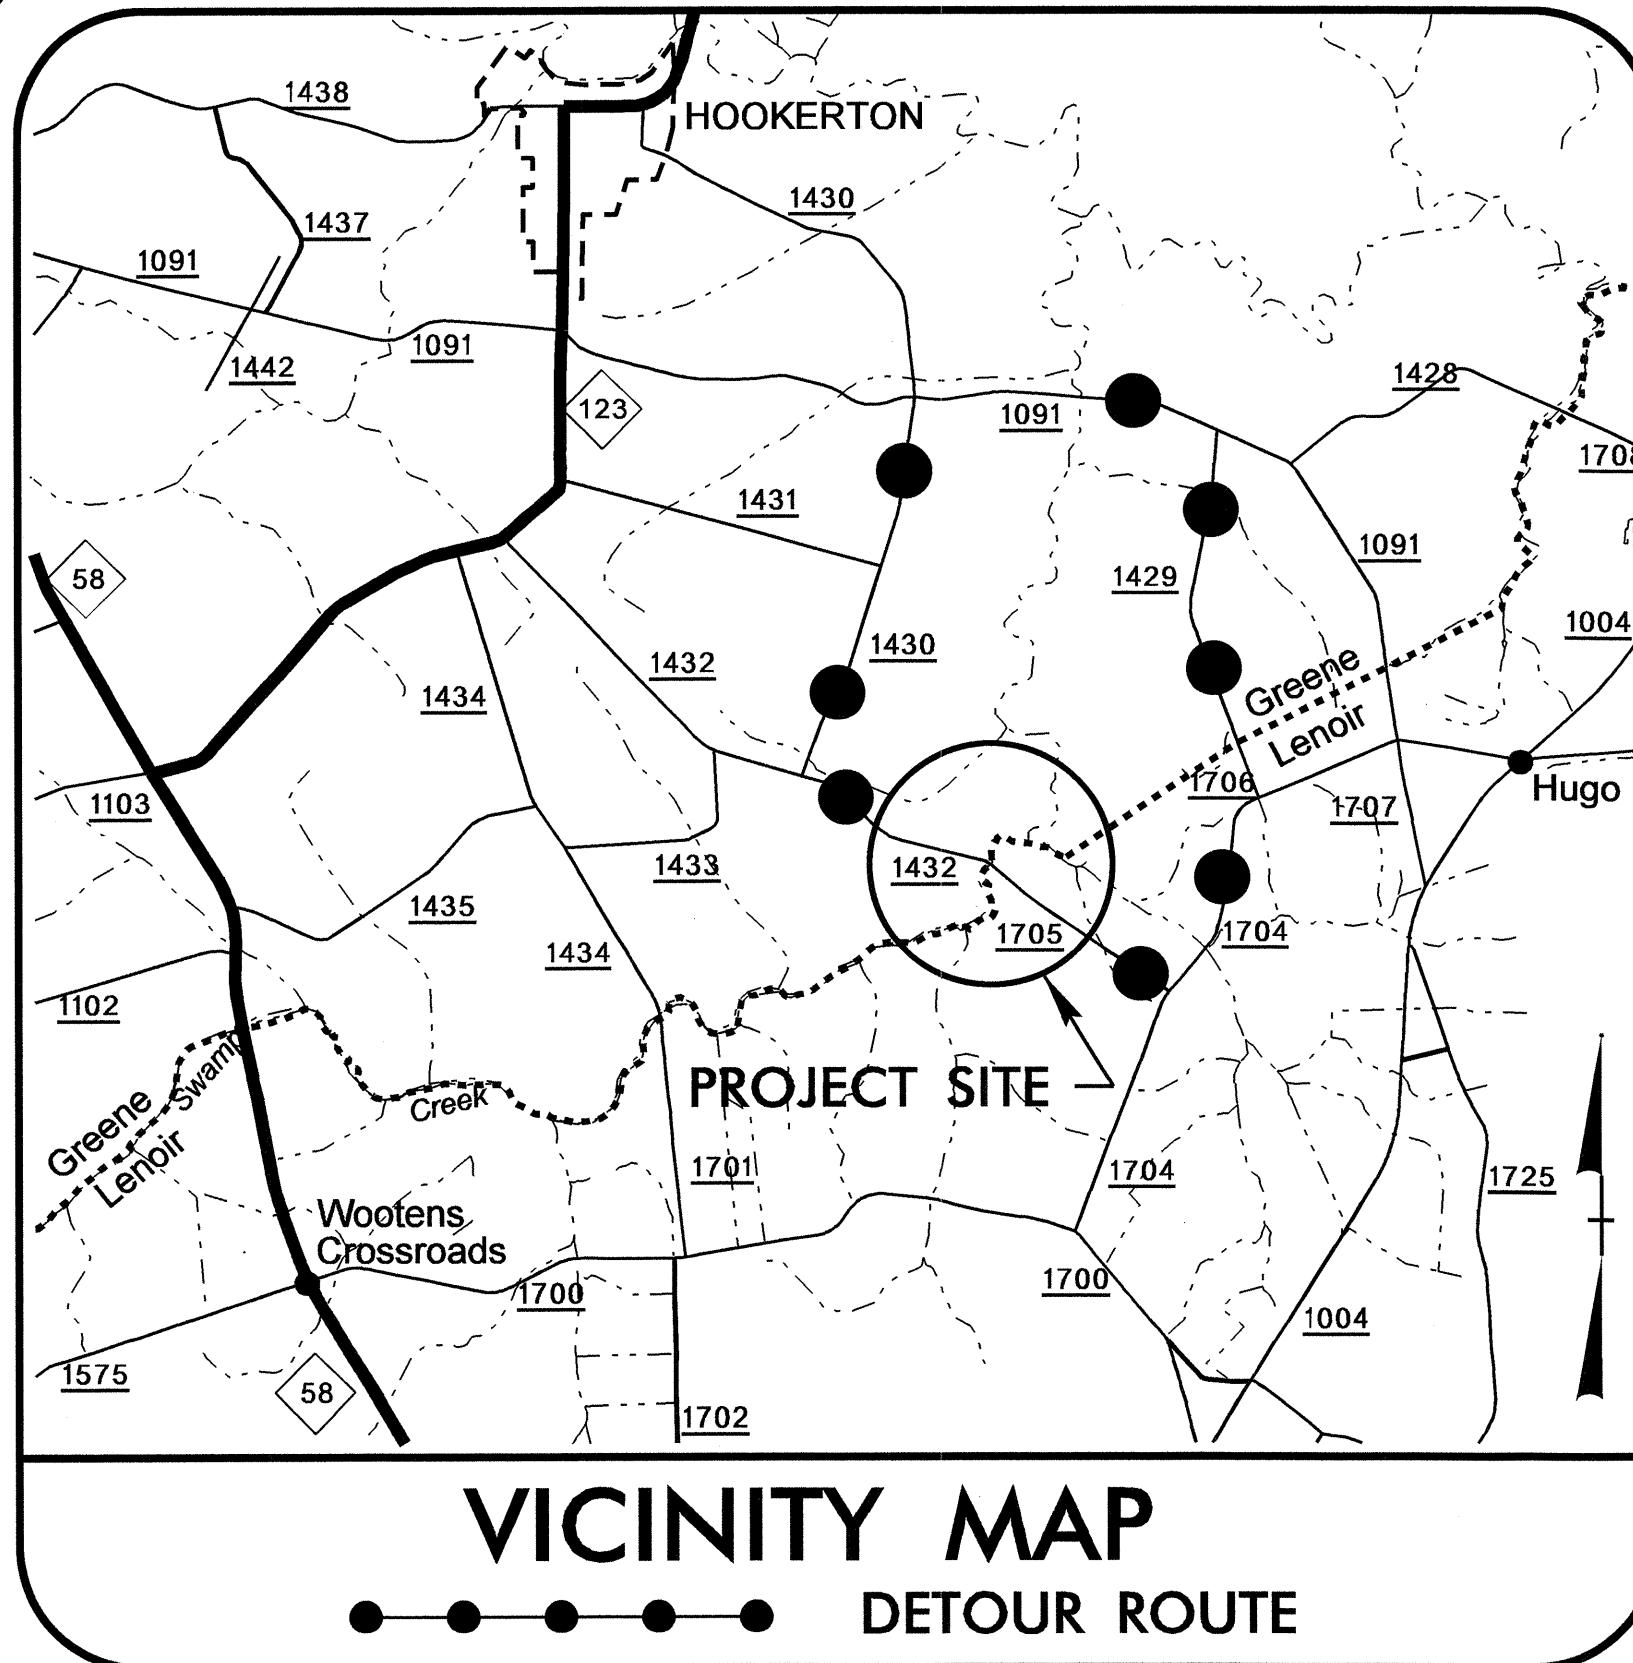 1438
HOOKERTON
1430
1437
1091
1091
1442
123
1091
1428
1708
1431
1091
58
1429
1004
1430
1432
Greene
Lenoir
1434
1706
Hugo
1103
1707
1433
1432
1435
1705
1704
1434
1102
Swamp
Creek
Greene
Lenoir
PROJECT SITE
1701
1704
1725
Wootens
Crossroads
1700
1700
1004
1575
58
1702
VICINITY MAP
DETOUR ROUTE